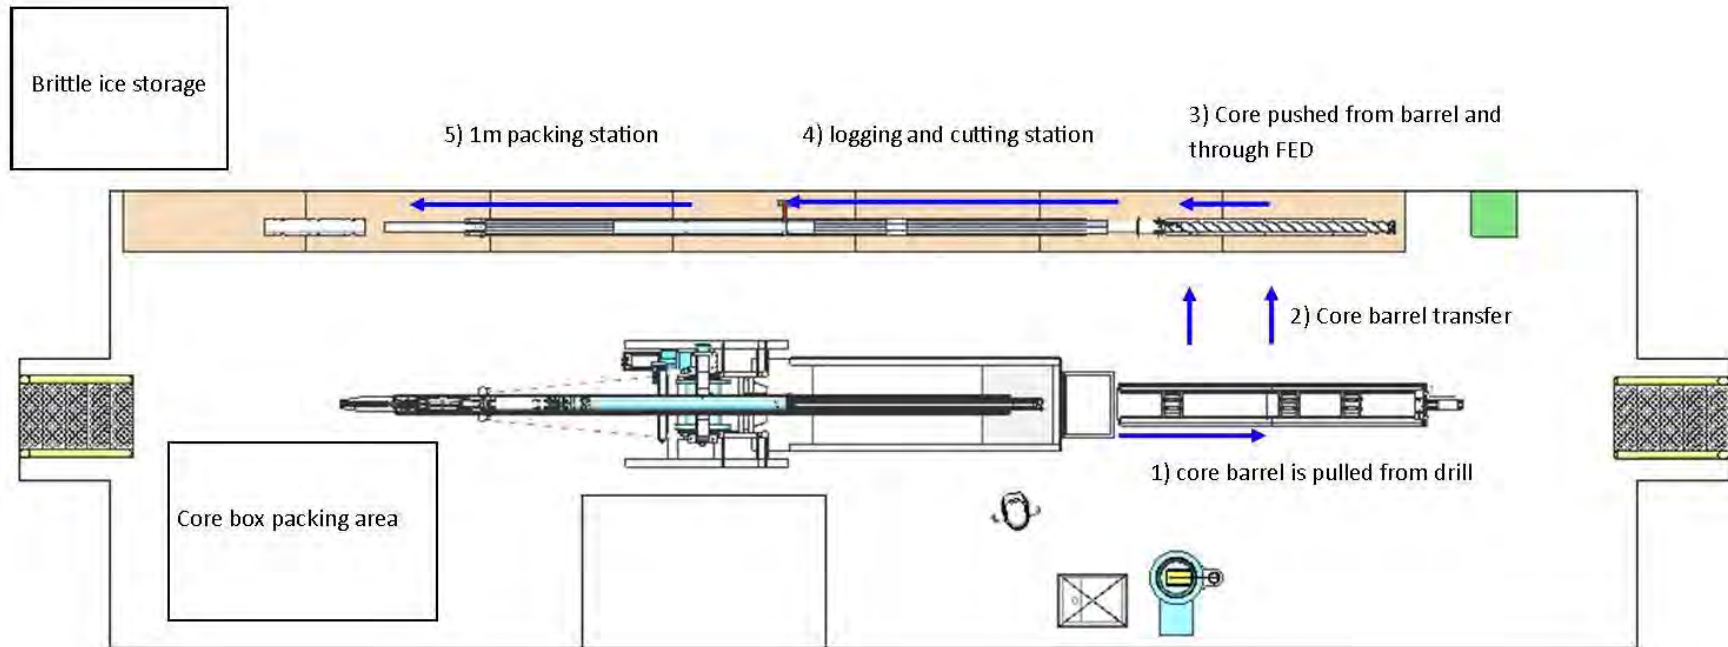 Brittle ice storage
5) 1m packing station
4) logging and cutting station
3) Core pushed from barrel and
through FED
2) Core barrel transfer
1) core barrel is pulled from drill
Core box packing area